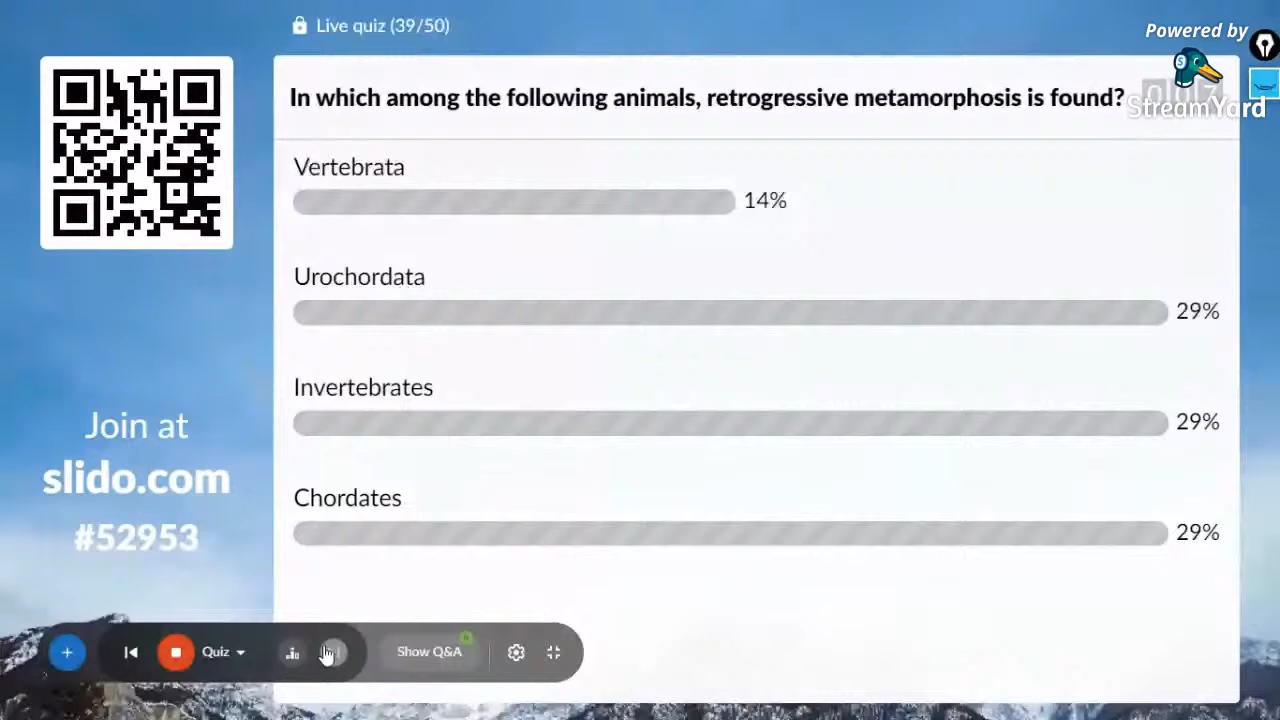 Live quiz (39/50)
Powered by
StreamYard
In which among the following animals, retrogressive metamorphosis is found?
Vertebrata
14%
Urochordata
29%
Invertebrates
29%
Chordates
29%
Join at
slido.com
#52953
Quiz
Show Q&A